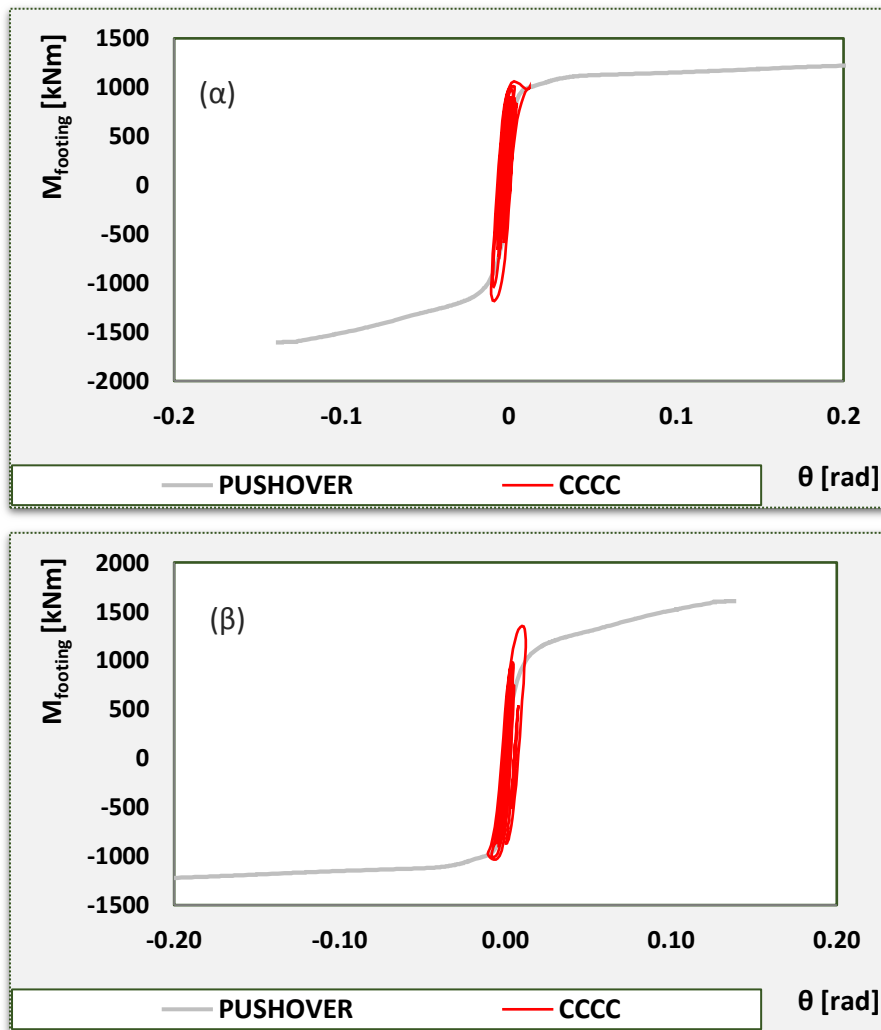 1500
1000
500
0
-500
-1000
-1500
-2000
M_footing [kNm]
(α)
-0.2 -0.1 0 0.1 0.2
θ [rad]
PUSHOVER CCCC
2000
1500
1000
500
0
-500
-1000
-1500
M_footing [kNm]
(β)
-0.20 -0.10 0.00 0.10 0.20
θ [rad]
PUSHOVER CCCC